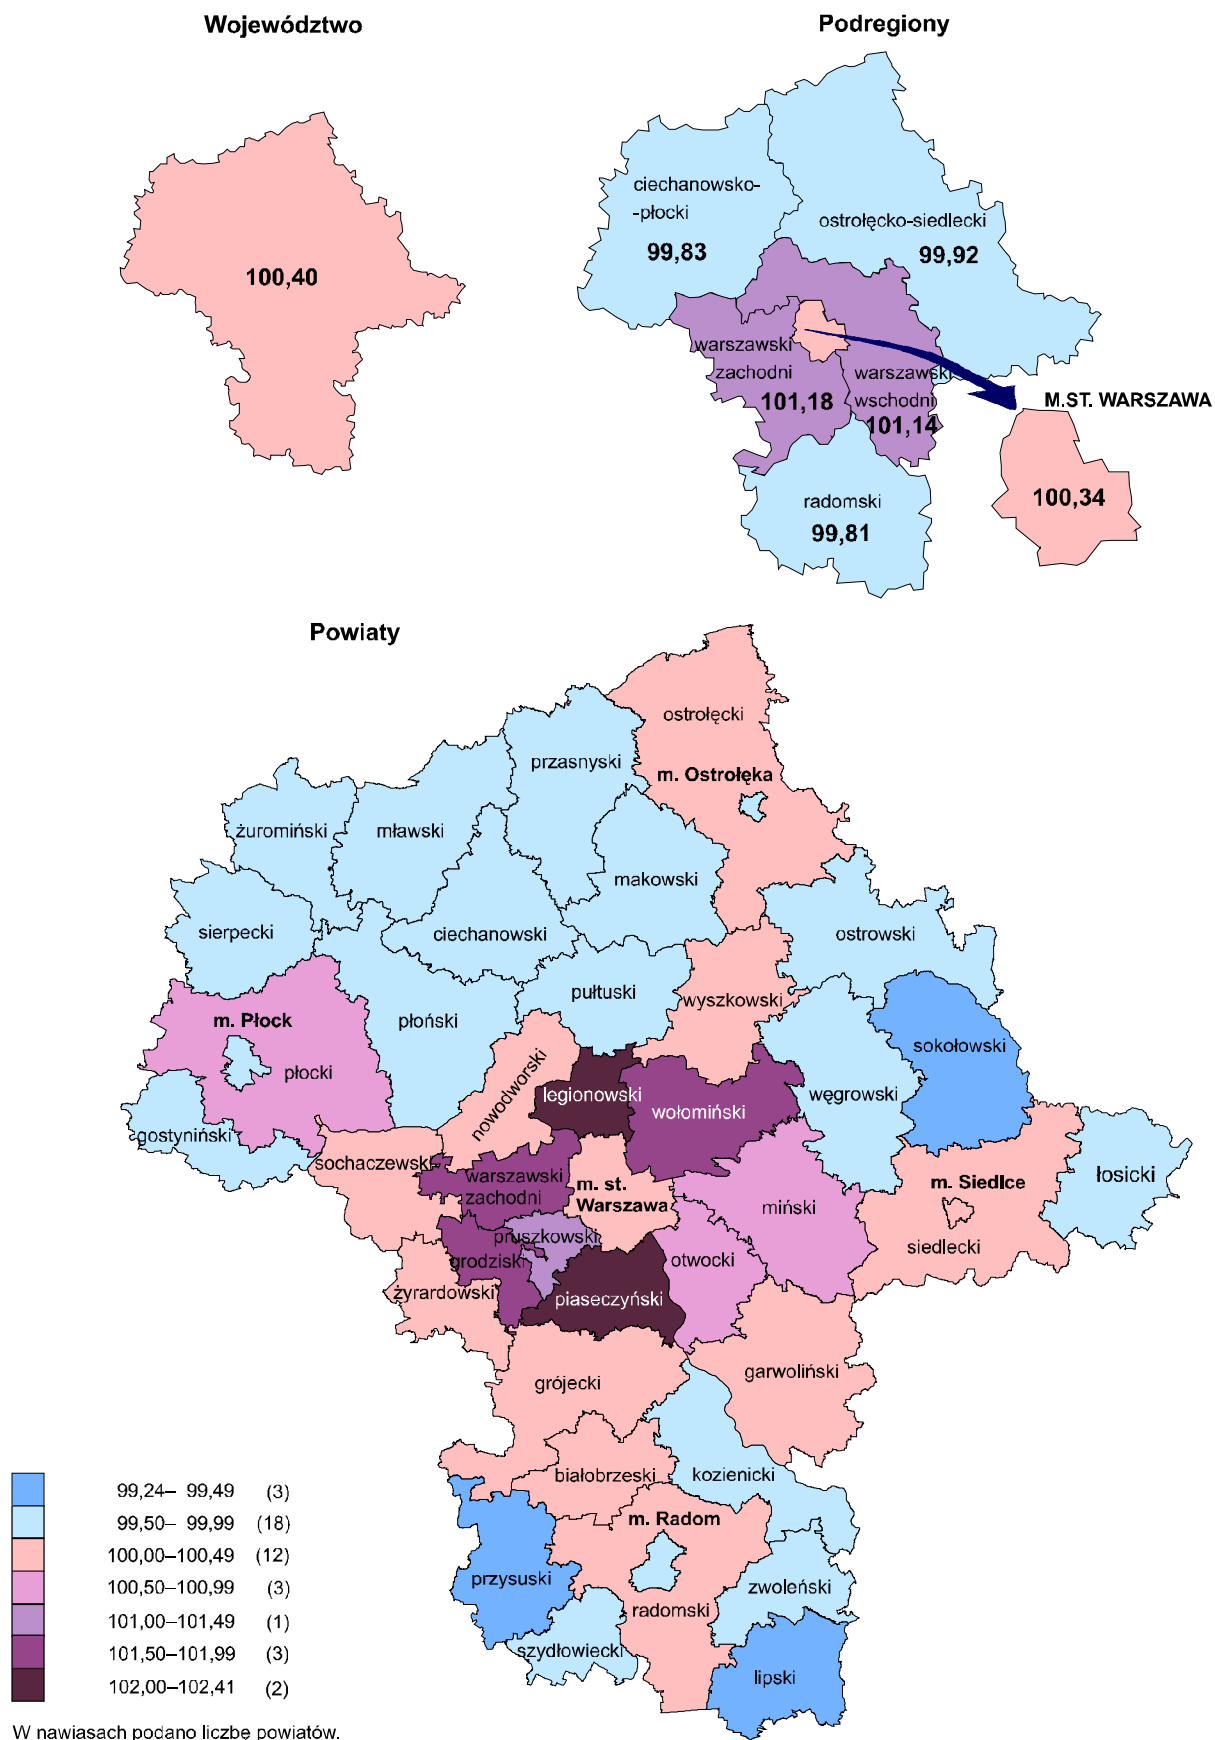 Województwo
100,40
Podregiony
ciechanowsko-
-płocki
99,83
ostrołęcko-siedlecki
99,92
warszawski
zachodni
101,18
warszawski
wschodni
101,14
M.ST. WARSZAWA
100,34
radomski
99,81
Powiaty
ostrołęcki
przasnyski
m. Ostrołęka
żuromiński
mławski
makowski
sierpecki
ciechanowski
ostrowski
pułtuski
wyszkowski
m. Płock
płoński
sokołowski
płocki
nowodworski
legionowski
wołomiński
węgrowski
gostyniński
sochaczewski
warszawski
zachodni
m. st.
Warszawa
m. Siedlce
łosicki
miński
pruszkowski
siedlecki
grodziski
otwocki
żyrardowski
piaseczyński
grójecki
garwoliński
białobrzeski
kozienicki
m. Radom
przysuski
zwoleński
radomski
szydłowiecki
lipski
99,24– 99,49 (3)
99,50– 99,99 (18)
100,00–100,49 (12)
100,50–100,99 (3)
101,00–101,49 (1)
101,50–101,99 (3)
102,00–102,41 (2)
W nawiasach podano liczbę powiatów.